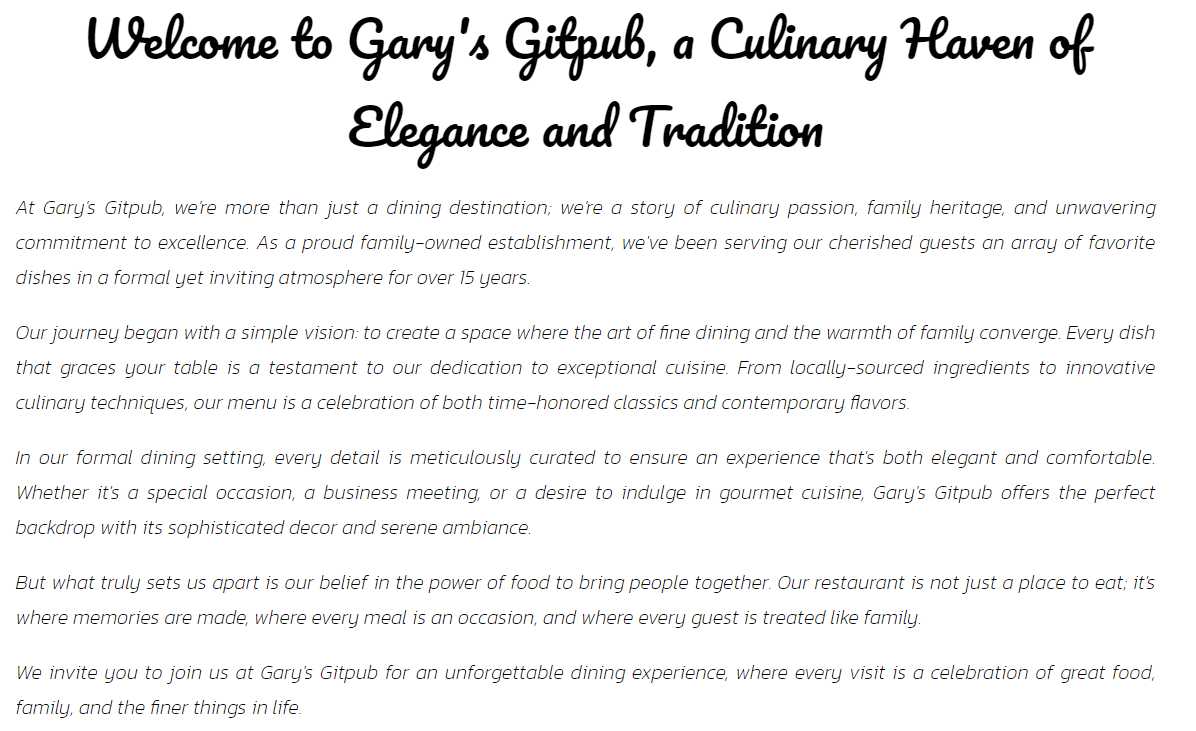 Welcome to Gary's Gitpub, a Culinary Haven of
Elegance and Tradition
At Gary's Gitpub, we're more than just a dining destination; we're a story of culinary passion, family heritage, and unwavering
commitment to excellence. As a proud family-owned establishment, we've been serving our cherished guests an array of favorite
dishes in a formal yet inviting atmosphere for over 15 years.
Our journey began with a simple vision: to create a space where the art of fine dining and the warmth of family converge. Every dish
that graces your table is a testament to our dedication to exceptional cuisine. From locally-sourced ingredients to innovative
culinary techniques, our menu is a celebration of both time-honored classics and contemporary flavors.
In our formal dining setting, every detail is meticulously curated to ensure an experience that's both elegant and comfortable.
Whether it's a special occasion, a business meeting, or a desire to indulge in gourmet cuisine, Gary's Gitpub offers the perfect
backdrop with its sophisticated decor and serene ambiance.
But what truly sets us apart is our belief in the power of food to bring people together. Our restaurant is not just a place to eat; it's
where memories are made, where every meal is an occasion, and where every guest is treated like family.
We invite you to join us at Gary's Gitpub for an unforgettable dining experience, where every visit is a celebration of great food,
family, and the finer things in life.